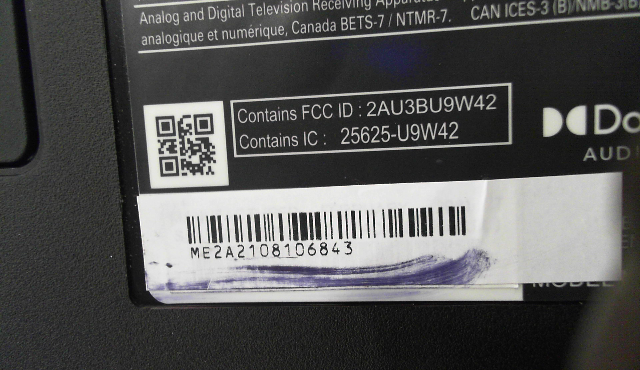 Analog and Digital Television Receiving Apparatus
analogique et numérique, Canada BETS-7 / NTMR-7. CAN ICES-3 (B)/NMB-3(B
Contains FCC ID : 2AU3BU9W42
Contains IC : 25625-U9W42
Do
AUD
ME2A2108106843
MODEL